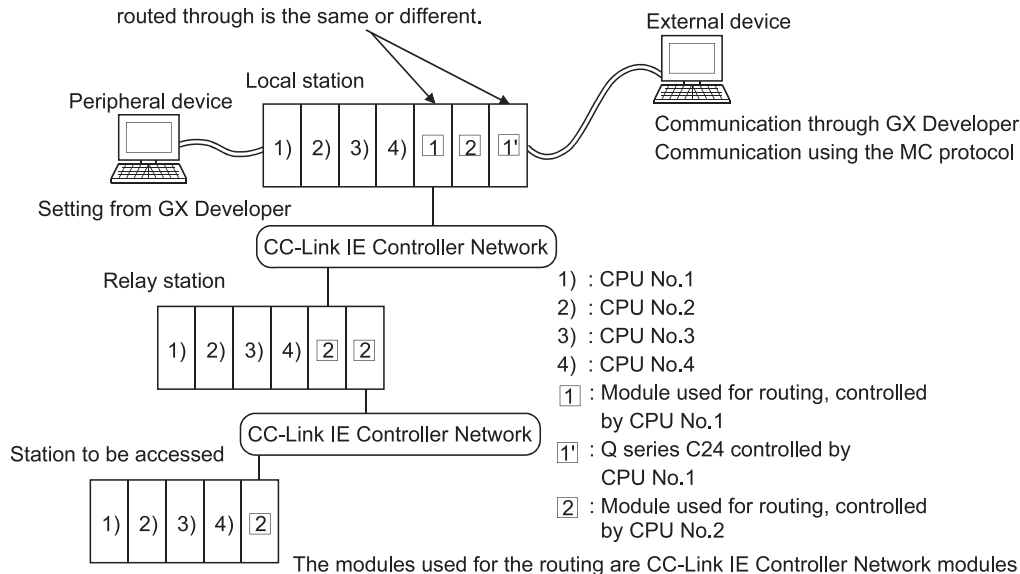 routed through is the same or different.
External device
Local station
Peripheral device
1) 2) 3) 4) 1 2 1'
Communication through GX Developer
Communication using the MC protocol
Setting from GX Developer
CC-Link IE Controller Network
Relay station
1) 2) 3) 4) 2 2
CC-Link IE Controller Network
Station to be accessed
1) 2) 3) 4) 2
1) : CPU No.1
2) : CPU No.2
3) : CPU No.3
4) : CPU No.4
1 : Module used for routing, controlled
by CPU No.1
1' : Q series C24 controlled by
CPU No.1
2 : Module used for routing, controlled
by CPU No.2
The modules used for the routing are CC-Link IE Controller Network modules